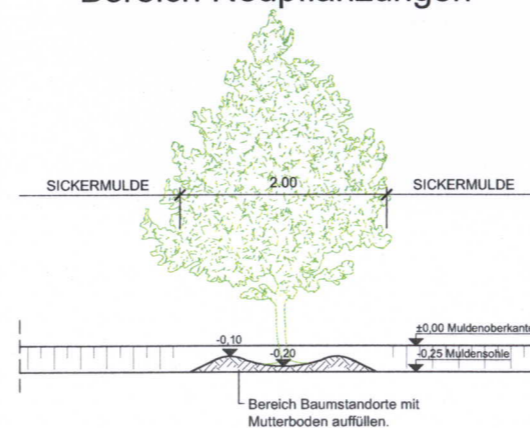 Bereich Neupflanzungen
SICKERMULDE 2.00 SICKERMULDE
±0,00 Muldenoberkante
-0,10 -0,20 -0,25 Muldensohle
Bereich Baumstandorte mit
Mutterboden auffüllen.